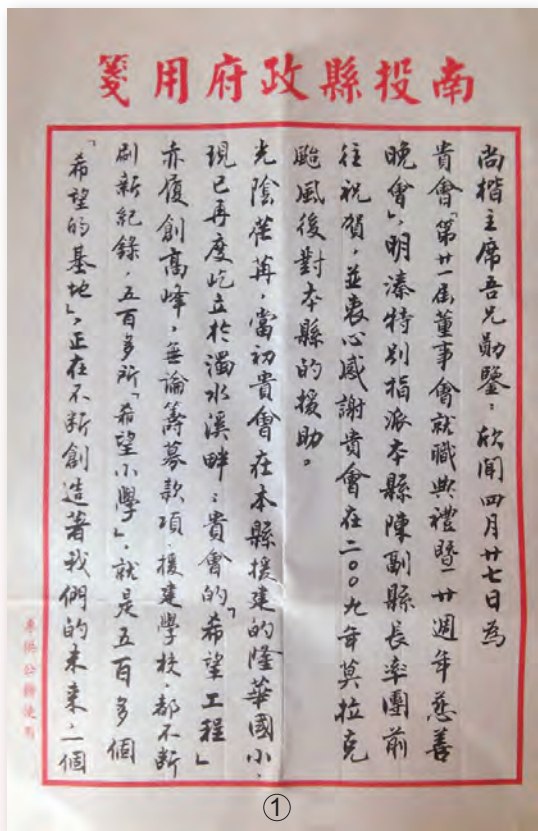 南投縣政府用箋
尚楷主席吾兄勛鑒：欣聞四月廿七日為
貴會「第廿一屆董事會就職典禮暨廿週年慈善
晚會」，明溱特別指派本縣陳副縣長率團前
往祝賀，並衷心感謝貴會在二〇〇九年莫拉克
颱風後對本縣的援助。
光陰荏苒，當初貴會在本縣援建的隆華國小，
現已再度屹立於濁水溪畔；貴會的「希望工程」
亦履創高峰，無論籌募款項、援建學校，都不斷
刷新紀錄，五百多所「希望小學」，就是五百多個
「希望的基地」，正在不斷創造著我們的未來，一個
專供公務使用
①